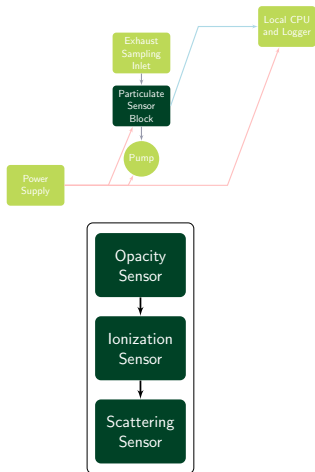 Local CPU
and Logger
Exhaust
Sampling
Inlet
Particulate
Sensor
Block
Pump
Power
Supply
Opacity
Sensor
Ionization
Sensor
Scattering
Sensor